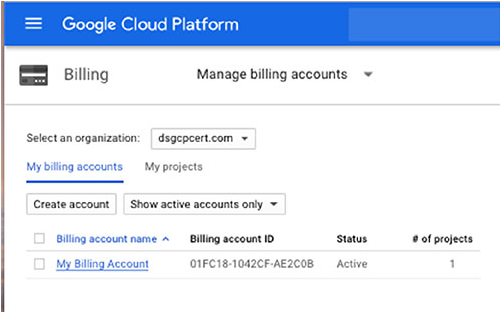 Google Cloud Platform
Billing Manage billing accounts
Select an organization: dsgcpcert.com
My billing accounts My projects
Create account Show active accounts only
Billing account name Billing account ID Status # of projects
My Billing Account 01FC18-1042CF-AE2C0B Active 1